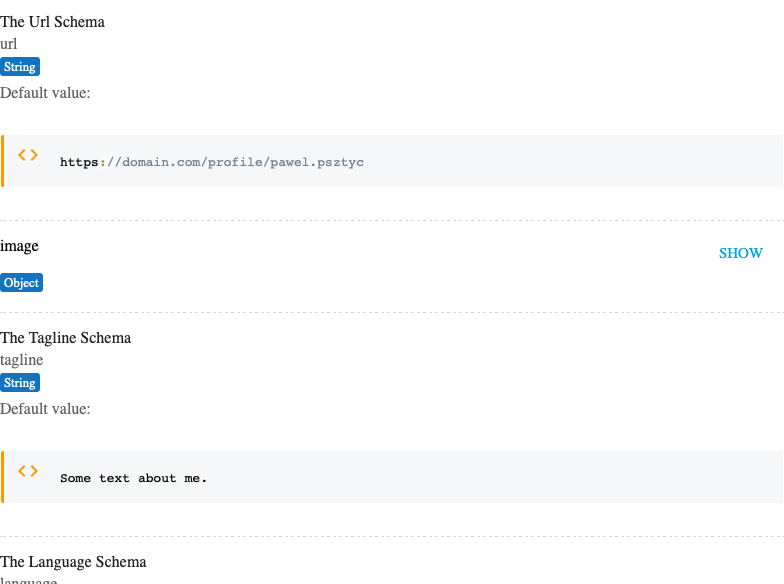 The Url Schema
url
String
Default value:
https://domain.com/profile/pawel.psztyc
image
SHOW
Object
The Tagline Schema
tagline
String
Default value:
Some text about me.
The Language Schema
language